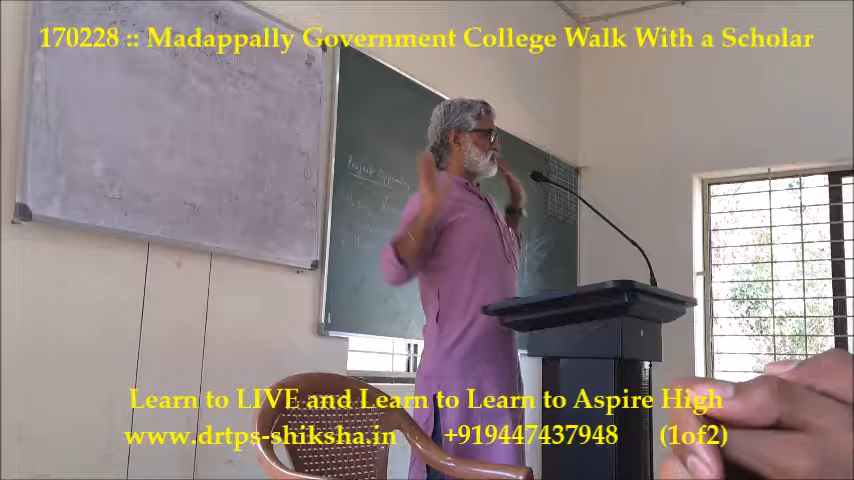 170228 :: Madappally Government College Walk With a Scholar
Project
Learn to LIVE and Learn to Learn to Aspire High
www.drtps-shiksha.in +919447437948 (1of2)